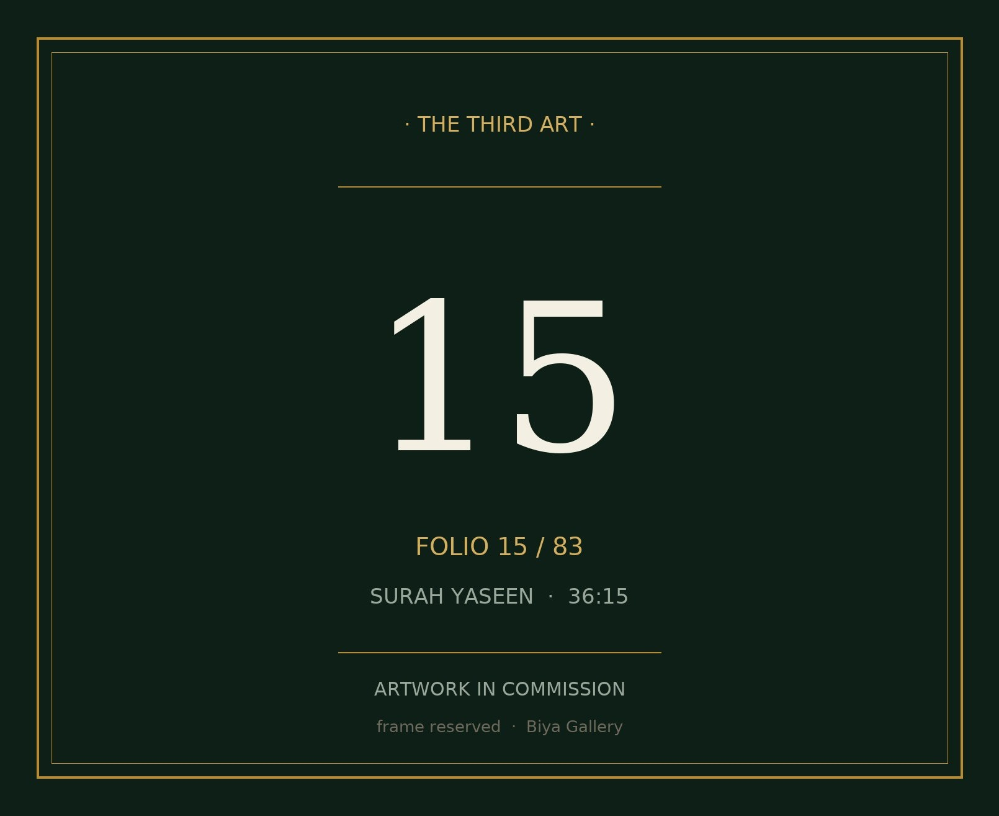 · THE THIRD ART ·
15
FOLIO 15 / 83
SURAH YASEEN · 36:15
ARTWORK IN COMMISSION
frame reserved · Biya Gallery